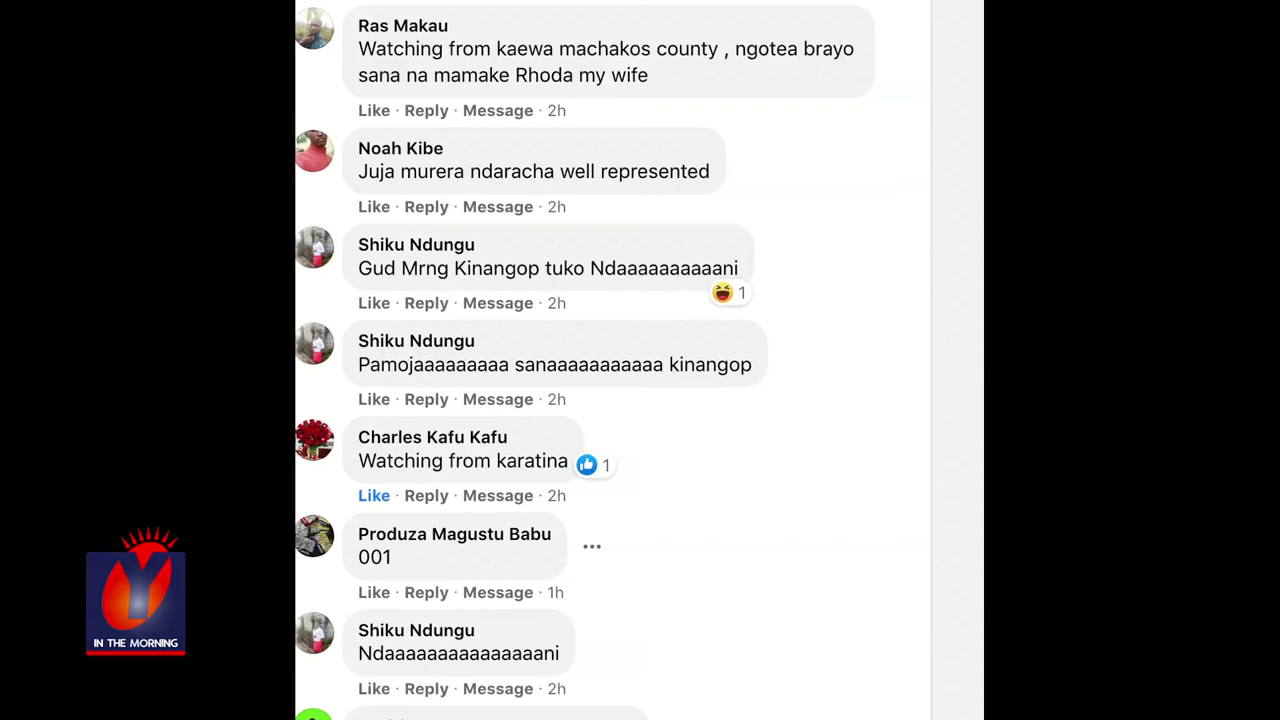 Ras Makau
Watching from kaewa machakos county , ngotea brayo
sana na mamake Rhoda my wife
Like · Reply · Message · 2h
Noah Kibe
Juja murera ndaracha well represented
Like · Reply · Message · 2h
Shiku Ndungu
Gud Mrng Kinangop tuko Ndaaaaaaaaaani
1
Like · Reply · Message · 2h
Shiku Ndungu
Pamojaaaaaaaaa sanaaaaaaaaaaa kinangop
Like · Reply · Message · 2h
Charles Kafu Kafu
Watching from karatina
1
Like · Reply · Message · 2h
Produza Magustu Babu
001
Like · Reply · Message · 1h
Shiku Ndungu
Ndaaaaaaaaaaaaaaani
Like · Reply · Message · 2h
Y
IN THE MORNING